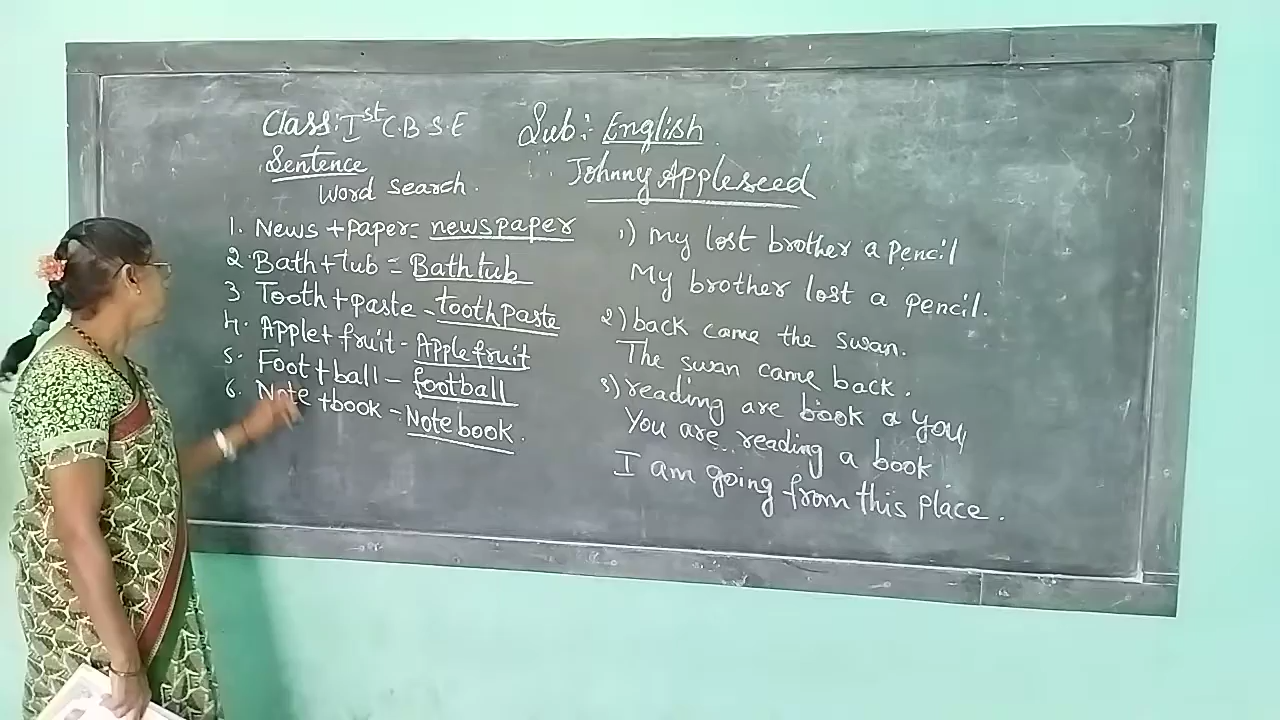 Class: Ist C.B.S.E
Sub:- English
Sentence
Johnny Appleseed
Word search.
1. News + paper = newspaper
2. Bath + tub = Bathtub
3 Tooth + paste - toothpaste
4. Apple + fruit - Applefruit
5. Foot + ball - football
6. Note + book - Notebook.
1) My lost brother a pencil
My brother lost a pencil.
2) back came the swan.
The swan came back.
3) reading are book a you
You are reading a book.
I am going from this place.